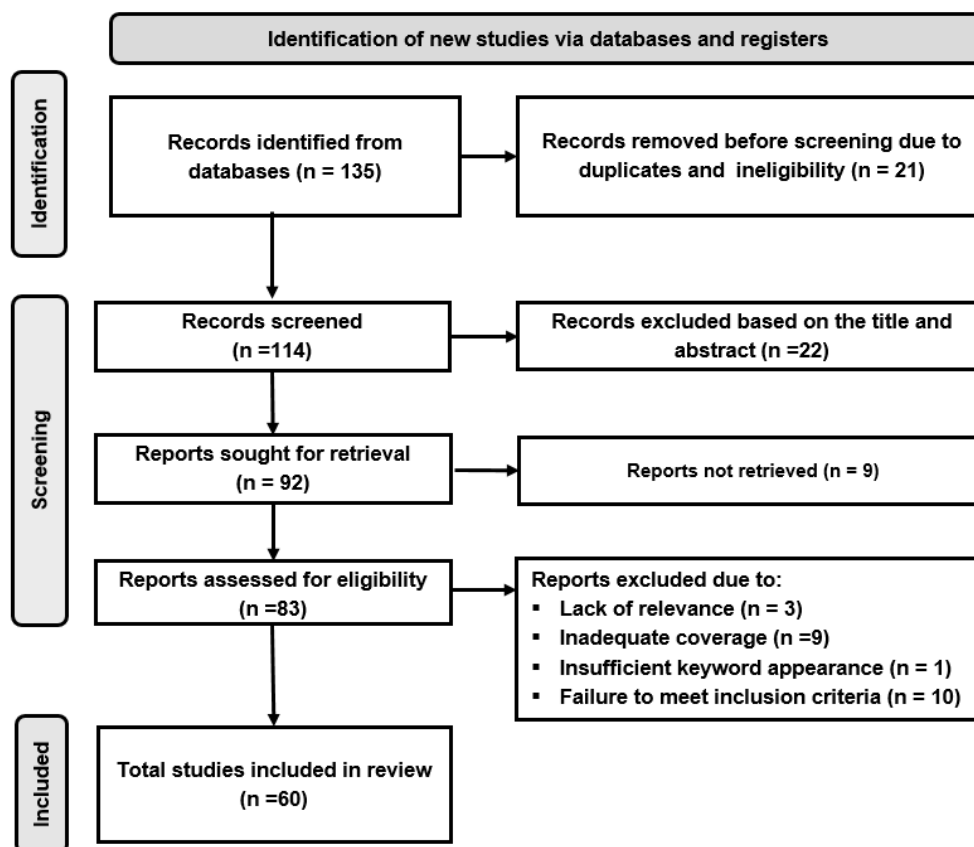 Identification of new studies via databases and registers
Identification
Records identified from
databases (n = 135)
Records removed before screening due to
duplicates and ineligibility (n = 21)
Screening
Records screened
(n =114)
Records excluded based on the title and
abstract (n =22)
Reports sought for retrieval
(n = 92)
Reports not retrieved (n = 9)
Reports assessed for eligibility
(n =83)
Reports excluded due to:
▪ Lack of relevance (n = 3)
▪ Inadequate coverage (n =9)
▪ Insufficient keyword appearance (n = 1)
▪ Failure to meet inclusion criteria (n = 10)
Included
Total studies included in review
(n =60)